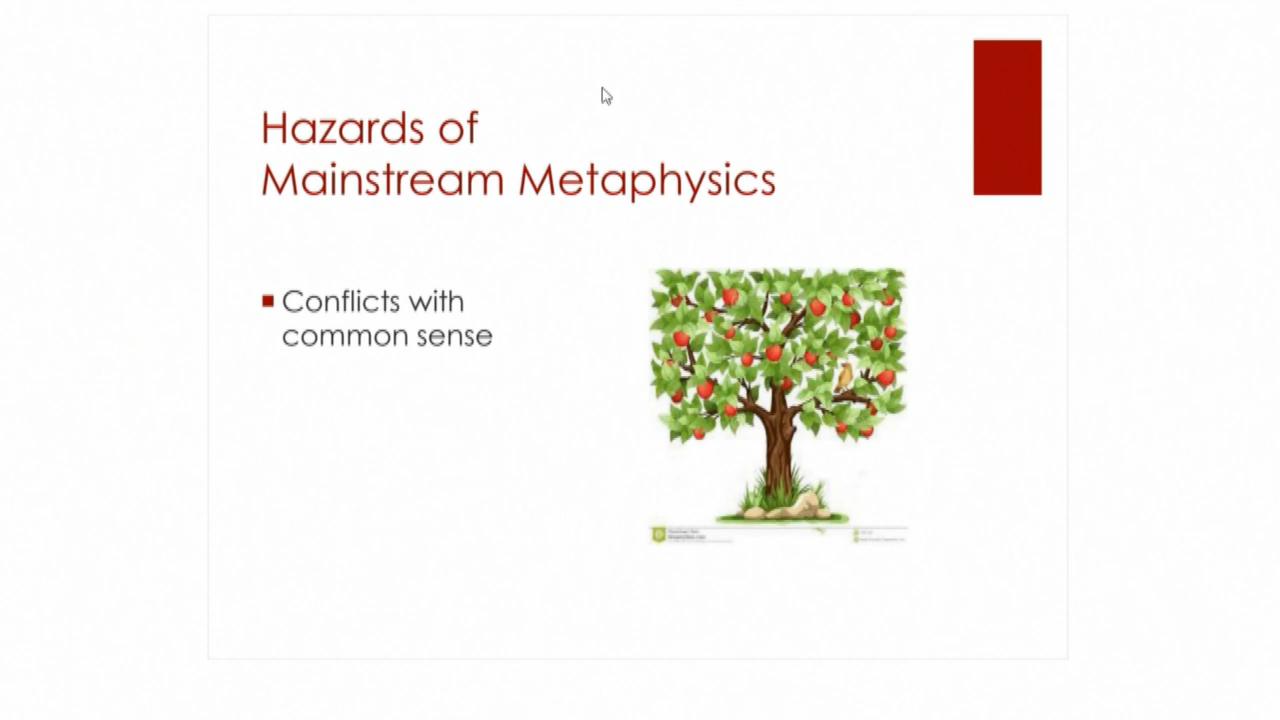 Hazards of
Mainstream Metaphysics
Conflicts with
common sense